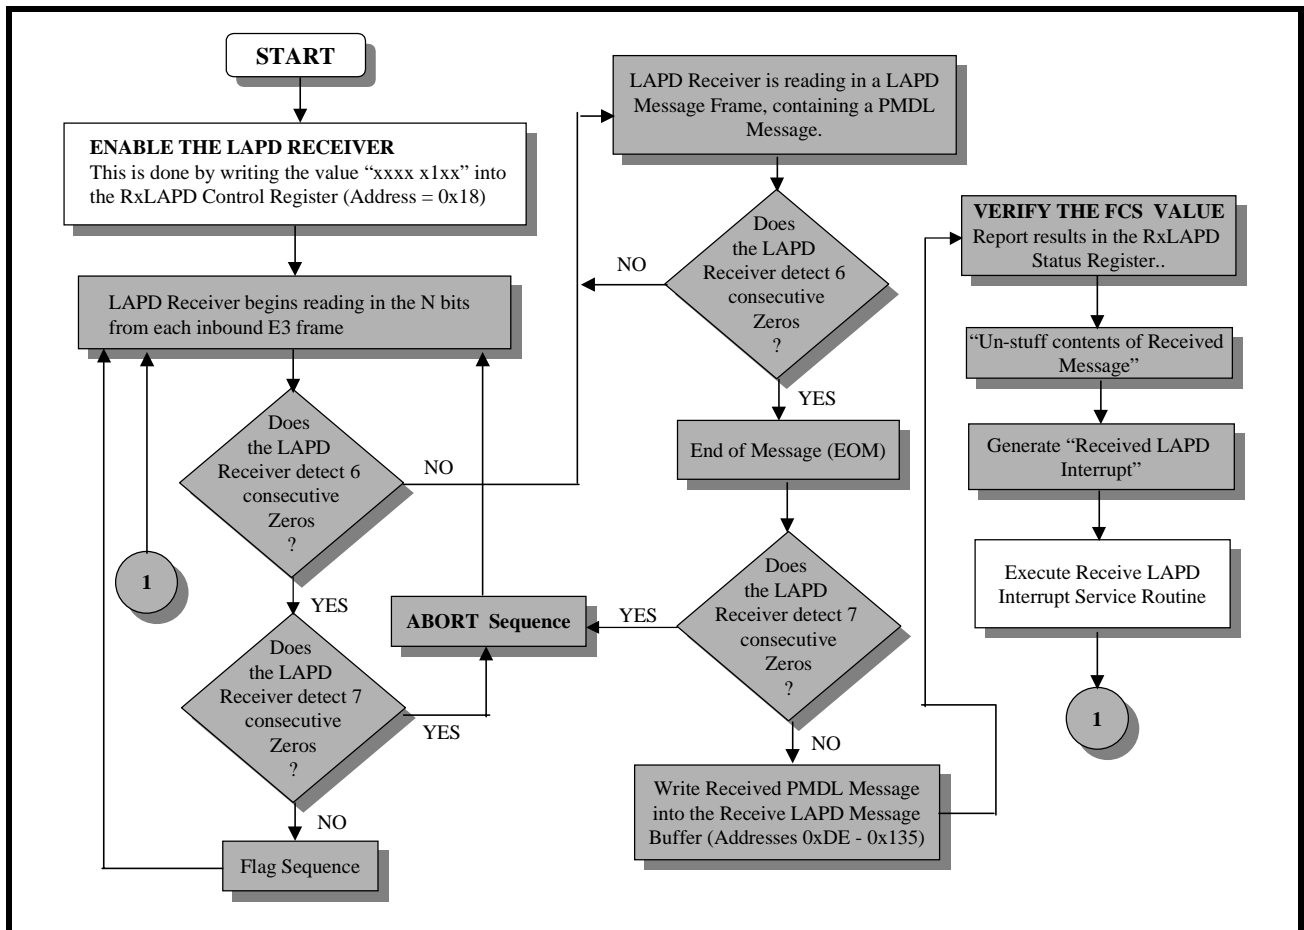 START
ENABLE THE LAPD RECEIVER
This is done by writing the value “xxxx x1xx” into
the RxLAPD Control Register (Address = 0x18)
LAPD Receiver begins reading in the N bits
from each inbound E3 frame
Does
the LAPD
Receiver detect 6
consecutive
Zeros
?
NO
YES
1
Does
the LAPD
Receiver detect 7
consecutive
Zeros
?
YES
NO
Flag Sequence
ABORT Sequence
LAPD Receiver is reading in a LAPD
Message Frame, containing a PMDL
Message.
Does
the LAPD
Receiver detect 6
consecutive
Zeros
?
NO
YES
End of Message (EOM)
Does
the LAPD
Receiver detect 7
consecutive
Zeros
?
YES
NO
Write Received PMDL Message
into the Receive LAPD Message
Buffer (Addresses 0xDE - 0x135)
VERIFY THE FCS VALUE
Report results in the RxLAPD
Status Register..
“Un-stuff contents of Received
Message”
Generate “Received LAPD
Interrupt”
Execute Receive LAPD
Interrupt Service Routine
1